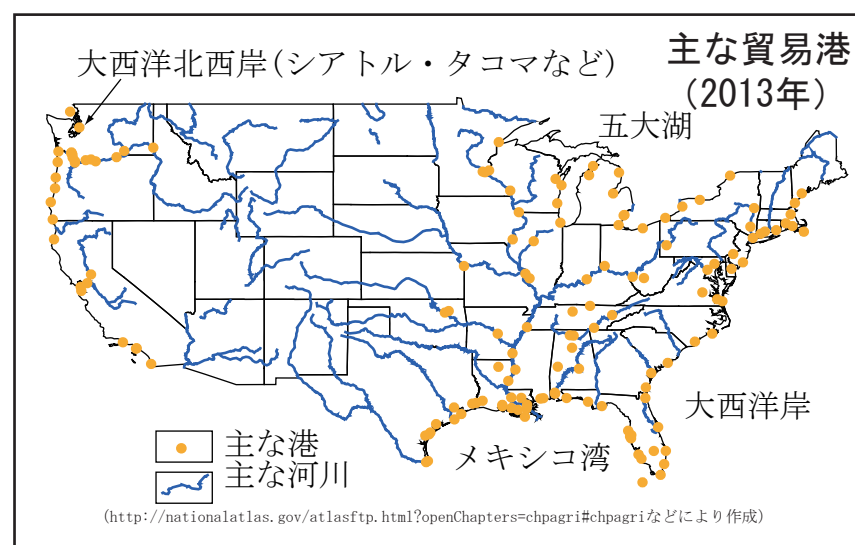 主な貿易港
(2013年)
大西洋北西岸(シアトル・タコマなど)
五大湖
大西洋岸
メキシコ湾
主な港
主な河川
(http://nationalatlas.gov/atlasftp.html?openChapters=chpagri#chpagriなどにより作成)